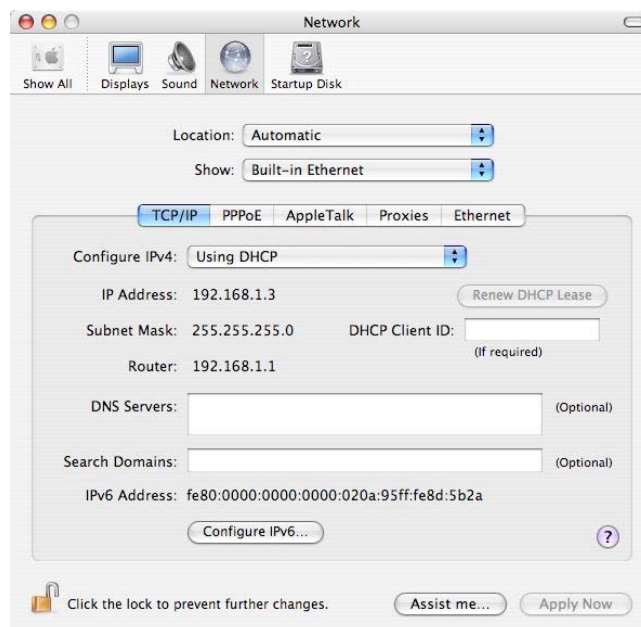 Network
Show All Displays Sound Network Startup Disk
Location: Automatic
Show: Built-in Ethernet
TCP/IP PPPoE AppleTalk Proxies Ethernet
Configure IPv4: Using DHCP
IP Address: 192.168.1.3 Renew DHCP Lease
Subnet Mask: 255.255.255.0 DHCP Client ID:
(If required)
Router: 192.168.1.1
DNS Servers: (Optional)
Search Domains: (Optional)
IPv6 Address: fe80:0000:0000:0000:020a:95ff:fe8d:5b2a
Configure IPv6... ?
Click the lock to prevent further changes. Assist me... Apply Now